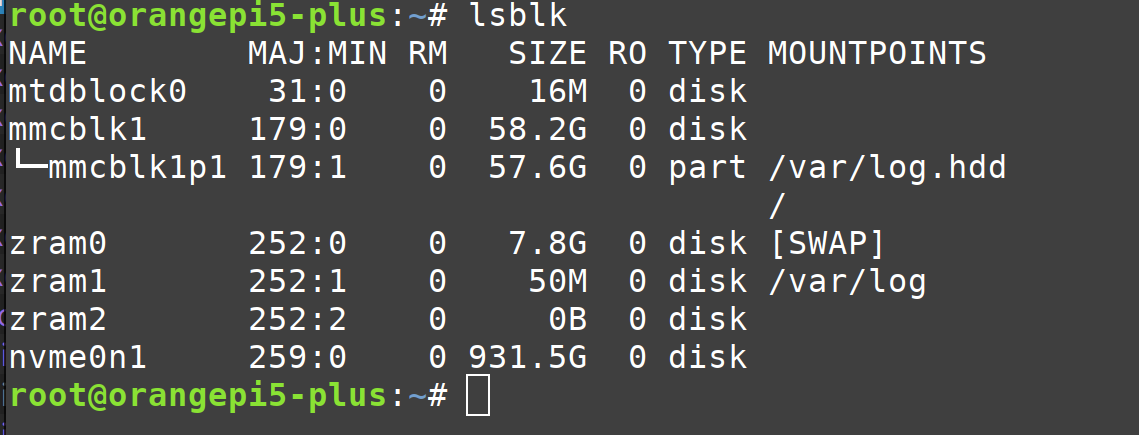 root@orangepi5-plus:~# lsblk
NAME        MAJ:MIN RM   SIZE RO TYPE MOUNTPOINTS
mtdblock0    31:0    0    16M  0 disk
mmcblk1     179:0    0  58.2G  0 disk
└─mmcblk1p1 179:1    0  57.6G  0 part /var/log.hdd
                                      /
zram0       252:0    0   7.8G  0 disk [SWAP]
zram1       252:1    0    50M  0 disk /var/log
zram2       252:2    0     0B  0 disk
nvme0n1     259:0    0 931.5G  0 disk
root@orangepi5-plus:~#